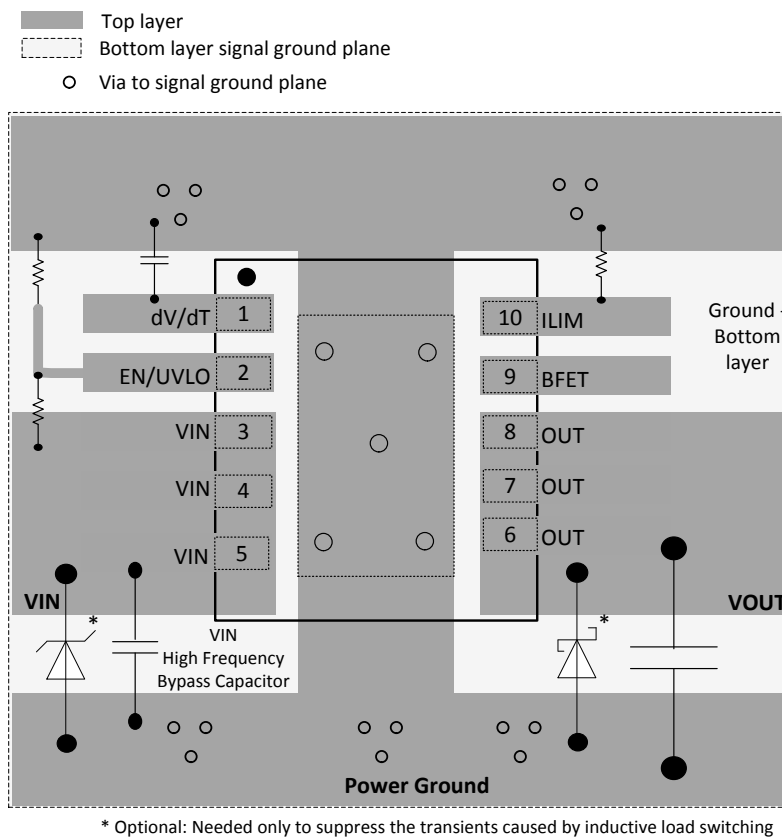 Top layer
Bottom layer signal ground plane
Via to signal ground plane
dV/dT 1
10 ILIM
Ground -
Bottom
layer
EN/UVLO 2
9 BFET
VIN 3
8 OUT
VIN 4
7 OUT
VIN 5
6 OUT
VIN
VOUT
*
*
VIN
High Frequency
Bypass Capacitor
Power Ground
* Optional: Needed only to suppress the transients caused by inductive load switching